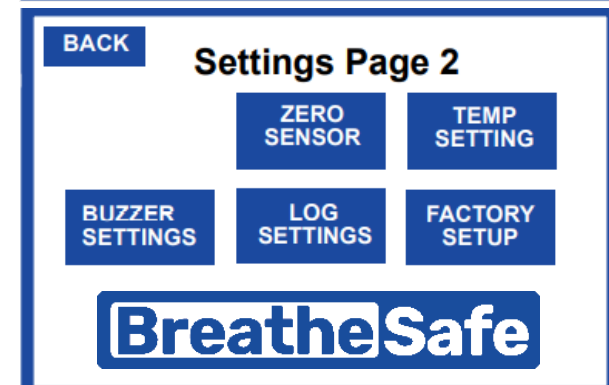 BACK
Settings Page 2
ZERO
SENSOR
TEMP
SETTING
BUZZER
SETTINGS
LOG
SETTINGS
FACTORY
SETUP
BreatheSafe